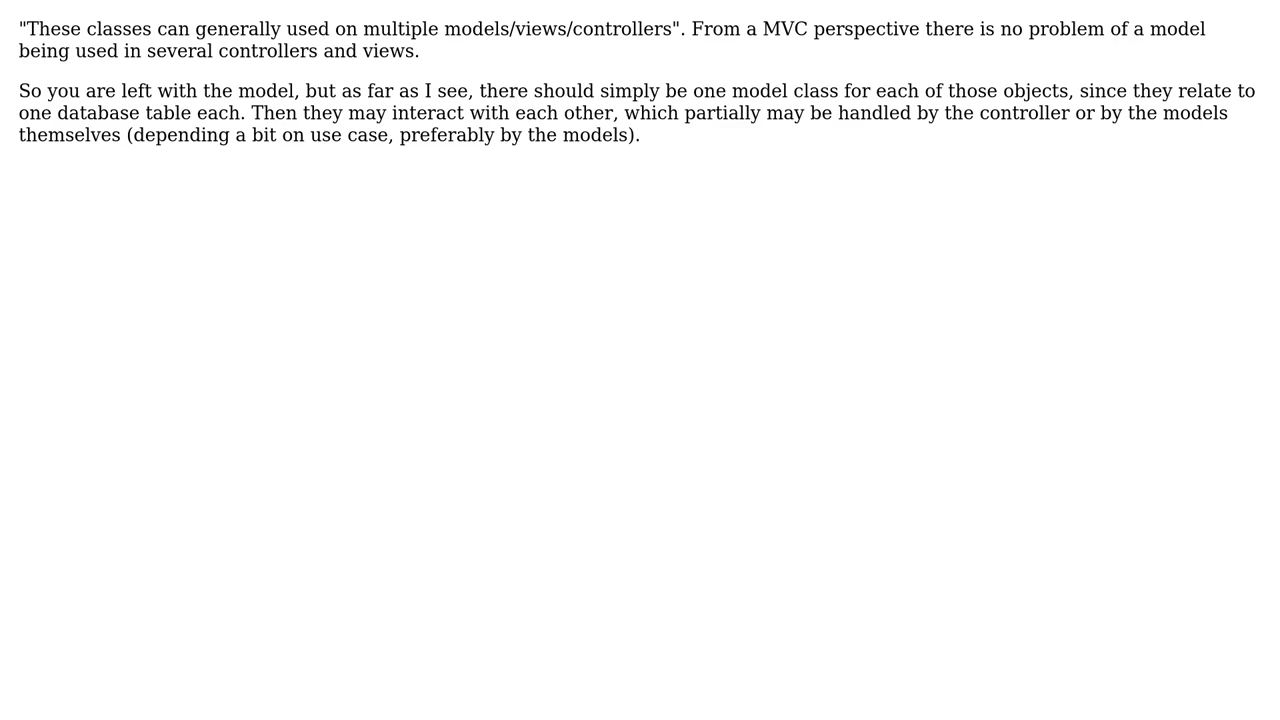 "These classes can generally used on multiple models/views/controllers". From a MVC perspective there is no problem of a model
being used in several controllers and views.
So you are left with the model, but as far as I see, there should simply be one model class for each of those objects, since they relate to
one database table each. Then they may interact with each other, which partially may be handled by the controller or by the models
themselves (depending a bit on use case, preferably by the models).